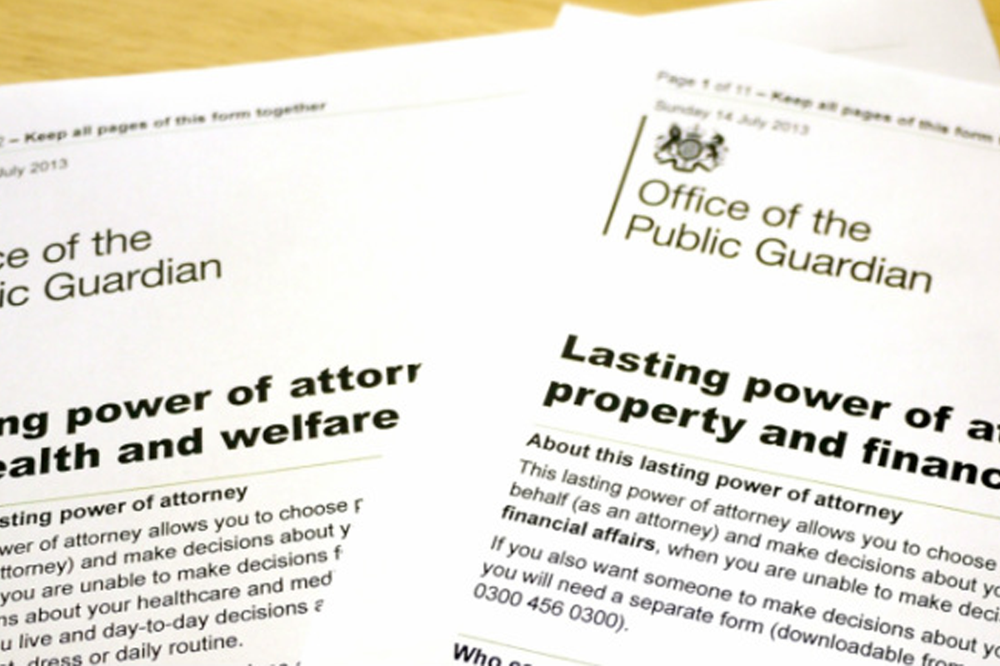 – Keep all pages of this form together
July 2013
ce of the
ic Guardian
ng power of attorr
ealth and welfare
sting power of attorney
wer of attorney allows you to choose p
ttorney) and make decisions about y
you are unable to make decisions f
ns about your healthcare and med
u live and day-to-day decisions a
t, dress or daily routine.
Page 1 of 11 – Keep all pages of this form
Sunday 14 July 2013
Office of the
Public Guardian
Lasting power of at
property and financ
About this lasting power of attorney
This lasting power of attorney allows you to choose
behalf (as an attorney) and make decisions about yo
financial affairs, when you are unable to make deci
If you also want someone to make decisions about yo
you will need a separate form (downloadable from
0300 456 0300).
Who